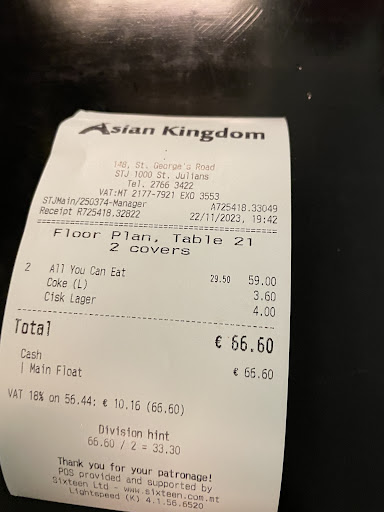 Asian Kingdom
148, St. George's Road
STJ 1000 St. Julians
Tel. 2766 3422
VAT:MT 2177-7921 EXO 3553
STJMain/250374-Manager A725418.33049
Receipt R725418.32822 22/11/2023, 19:42
Floor Plan, Table 21
2 covers
2 All You Can Eat 29.50 59.00
Coke (L) 3.60
Cisk Lager 4.00
Total € 66.60
Cash € 66.60
| Main Float
VAT 18% on 56.44: € 10.16 (66.60)
Division hint
66.60 / 2 = 33.30
Thank you for your patronage!
POS provided and supported by
Sixteen Ltd - www.sixteen.com.mt
Lightspeed (K) 4.1.56.6520